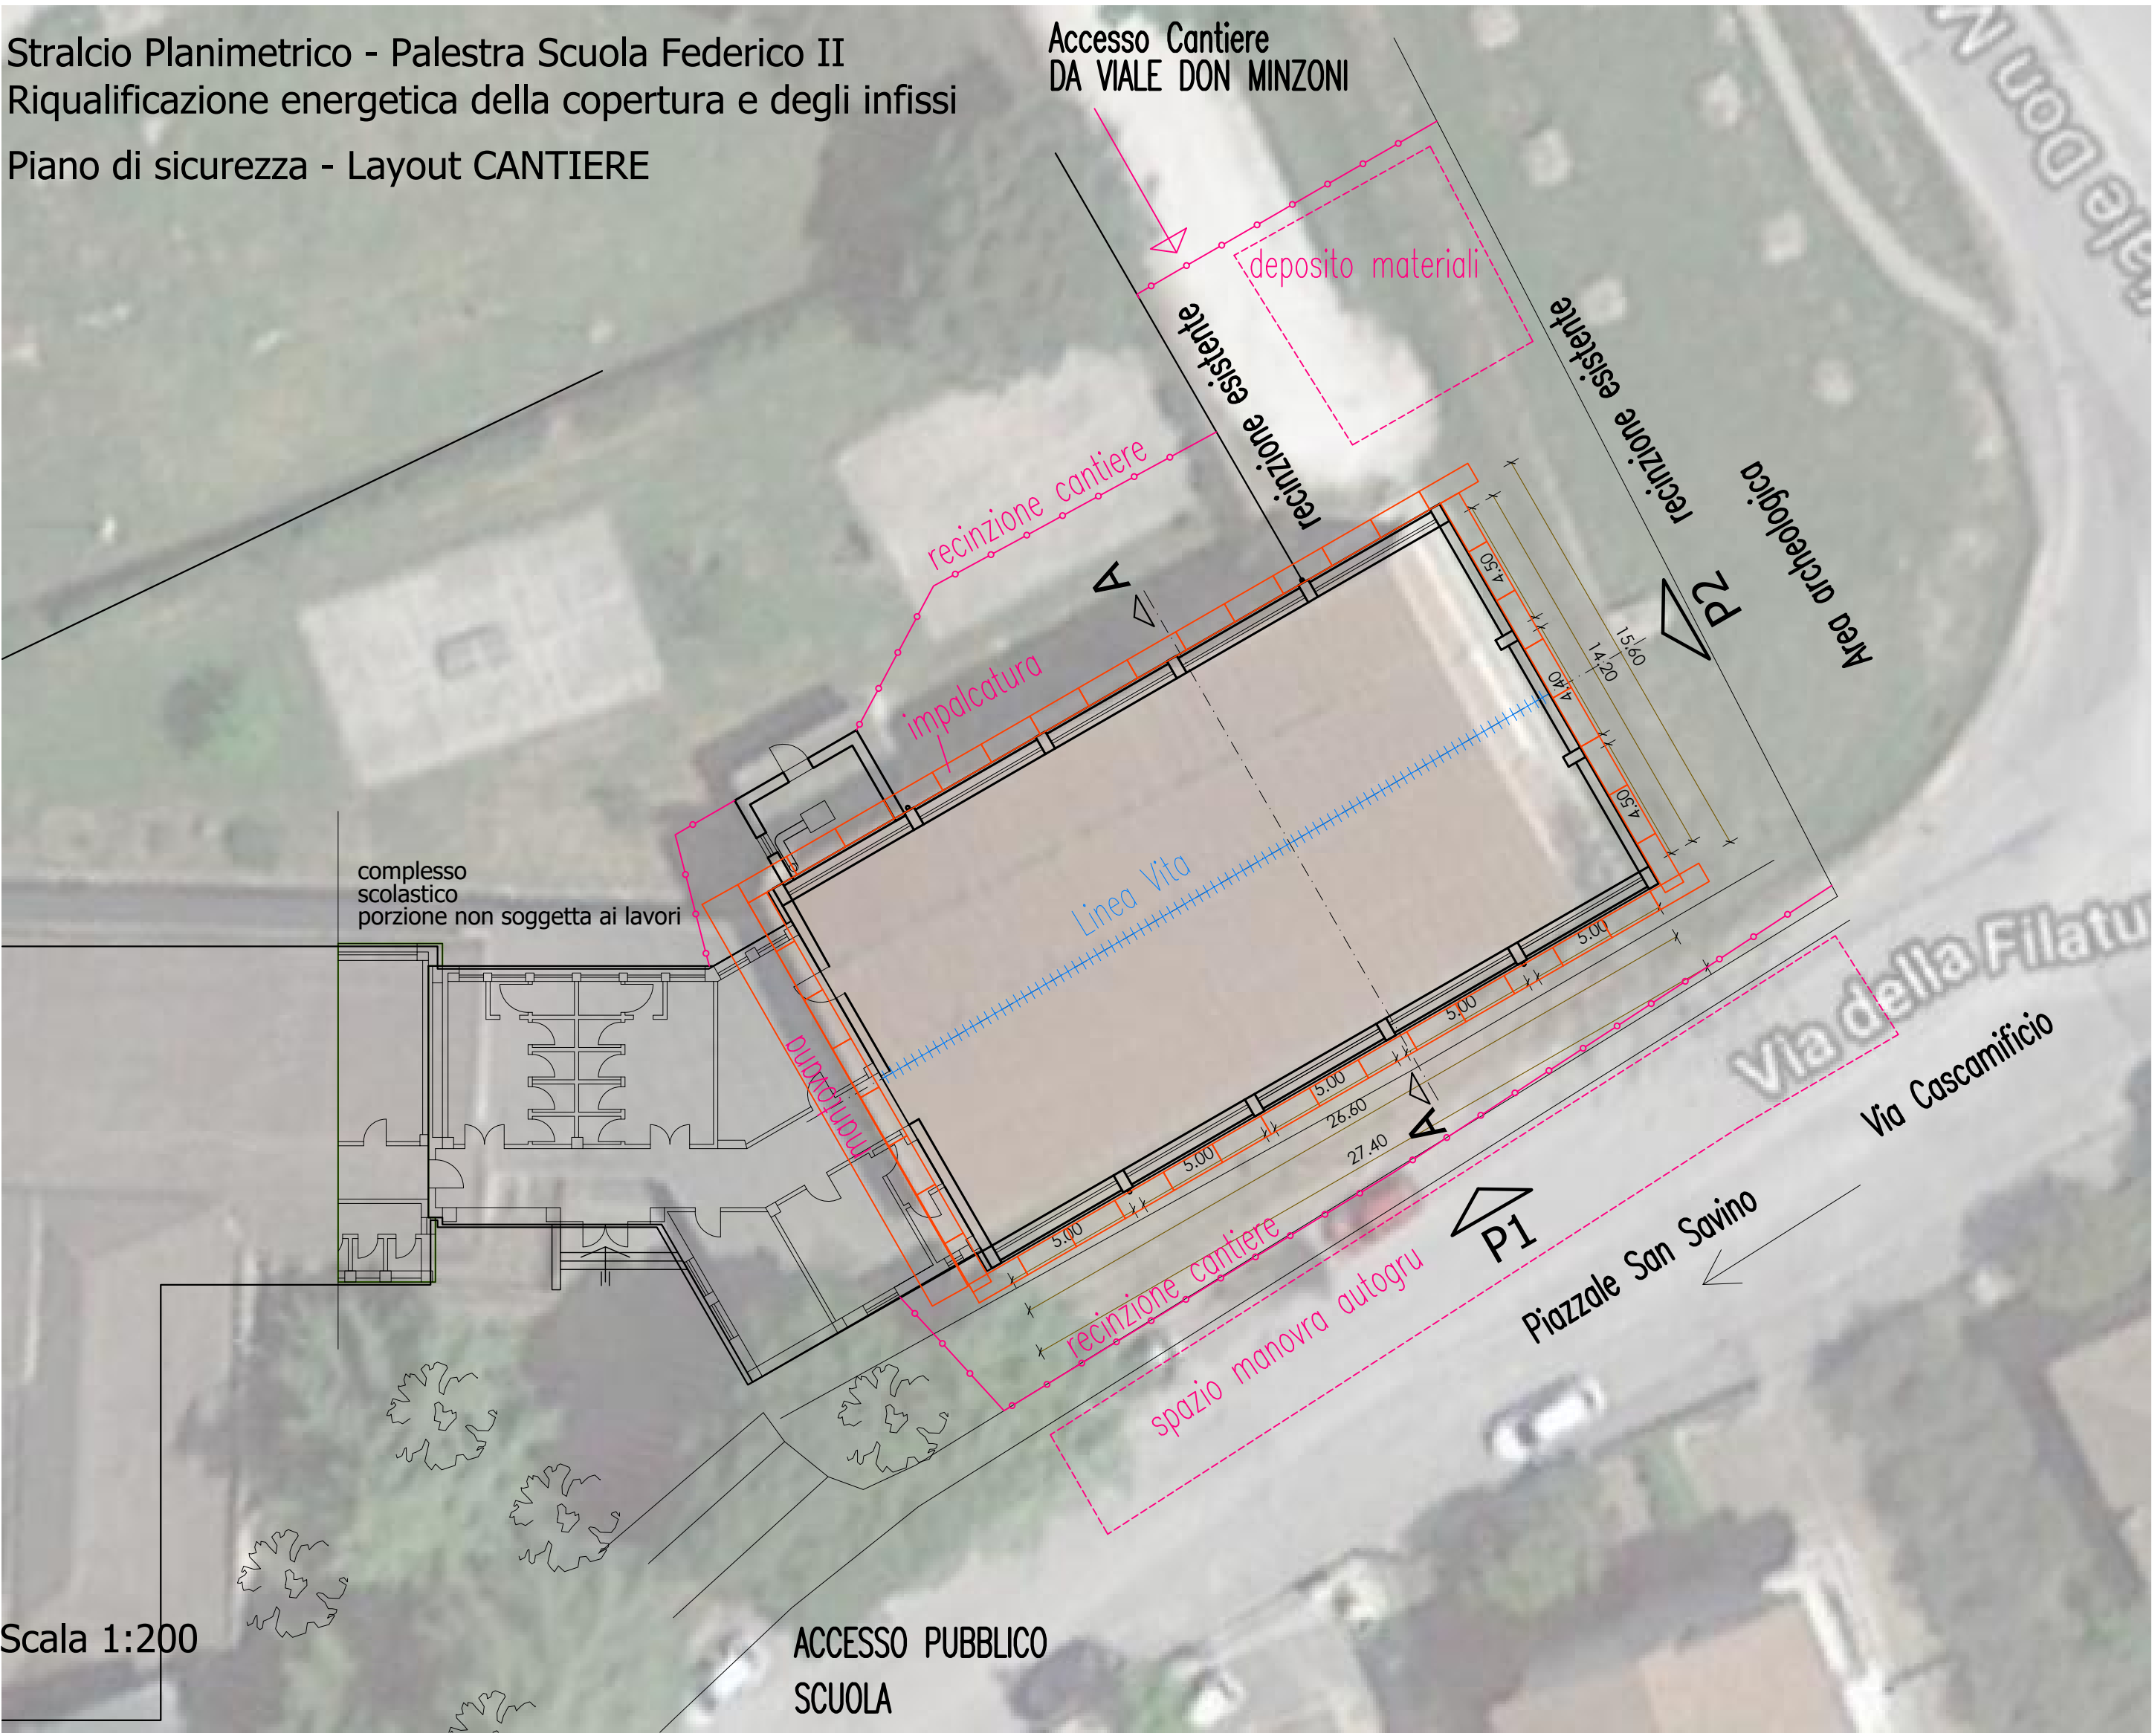 Stralcio Planimetrico - Palestra Scuola Federico II
Riqualificazione energetica della copertura e degli infissi
Piano di sicurezza - Layout CANTIERE
Accesso Cantiere
DA VIALE DON MINZONI
deposito materiali
recinzione esistente
recinzione esistente
Area archeologica
recinzione cantiere
impalcatura
A
P2
4.50
4.40
4.50
14.20
15.60
Linea Vita
complesso
scolastico
porzione non soggetta ai lavori
mantovana
5.00
5.00
5.00
5.00
5.00
26.60
27.40
A
P1
recinzione cantiere
spazio manovra autogru
Via della Filatu
Via Cascamificio
Piazzale San Savino
Scala 1:200
ACCESSO PUBBLICO
SCUOLA